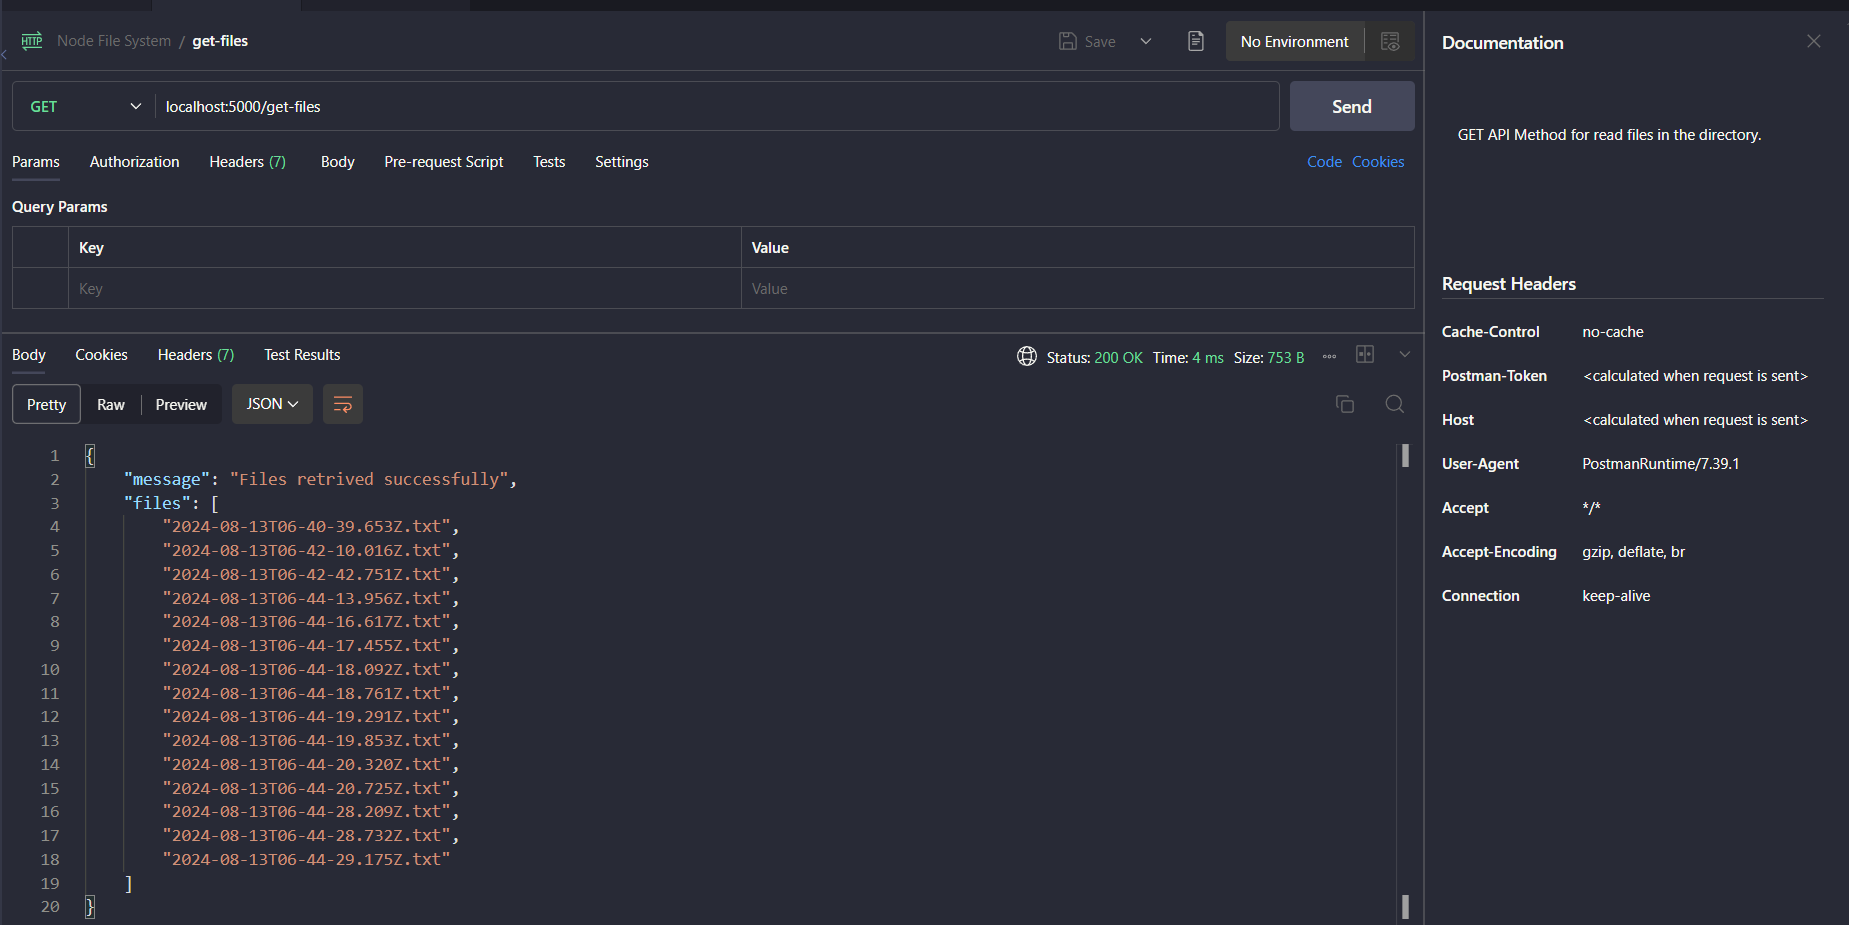 HTTP Node File System / get-files Save No Environment
GET localhost:5000/get-files Send
Params Authorization Headers (7) Body Pre-request Script Tests Settings Code Cookies
Query Params
Key Value
Key Value
Body Cookies Headers (7) Test Results Status: 200 OK Time: 4 ms Size: 753 B
Pretty Raw Preview JSON
1 {
2 "message": "Files retrived successfully",
3 "files": [
4 "2024-08-13T06-40-39.653Z.txt",
5 "2024-08-13T06-42-10.016Z.txt",
6 "2024-08-13T06-42-42.751Z.txt",
7 "2024-08-13T06-44-13.956Z.txt",
8 "2024-08-13T06-44-16.617Z.txt",
9 "2024-08-13T06-44-17.455Z.txt",
10 "2024-08-13T06-44-18.092Z.txt",
11 "2024-08-13T06-44-18.761Z.txt",
12 "2024-08-13T06-44-19.291Z.txt",
13 "2024-08-13T06-44-19.853Z.txt",
14 "2024-08-13T06-44-20.320Z.txt",
15 "2024-08-13T06-44-20.725Z.txt",
16 "2024-08-13T06-44-28.209Z.txt",
17 "2024-08-13T06-44-28.732Z.txt",
18 "2024-08-13T06-44-29.175Z.txt"
19 ]
20 }
Documentation
GET API Method for read files in the directory.
Request Headers
Cache-Control no-cache
Postman-Token <calculated when request is sent>
Host <calculated when request is sent>
User-Agent PostmanRuntime/7.39.1
Accept */*
Accept-Encoding gzip, deflate, br
Connection keep-alive